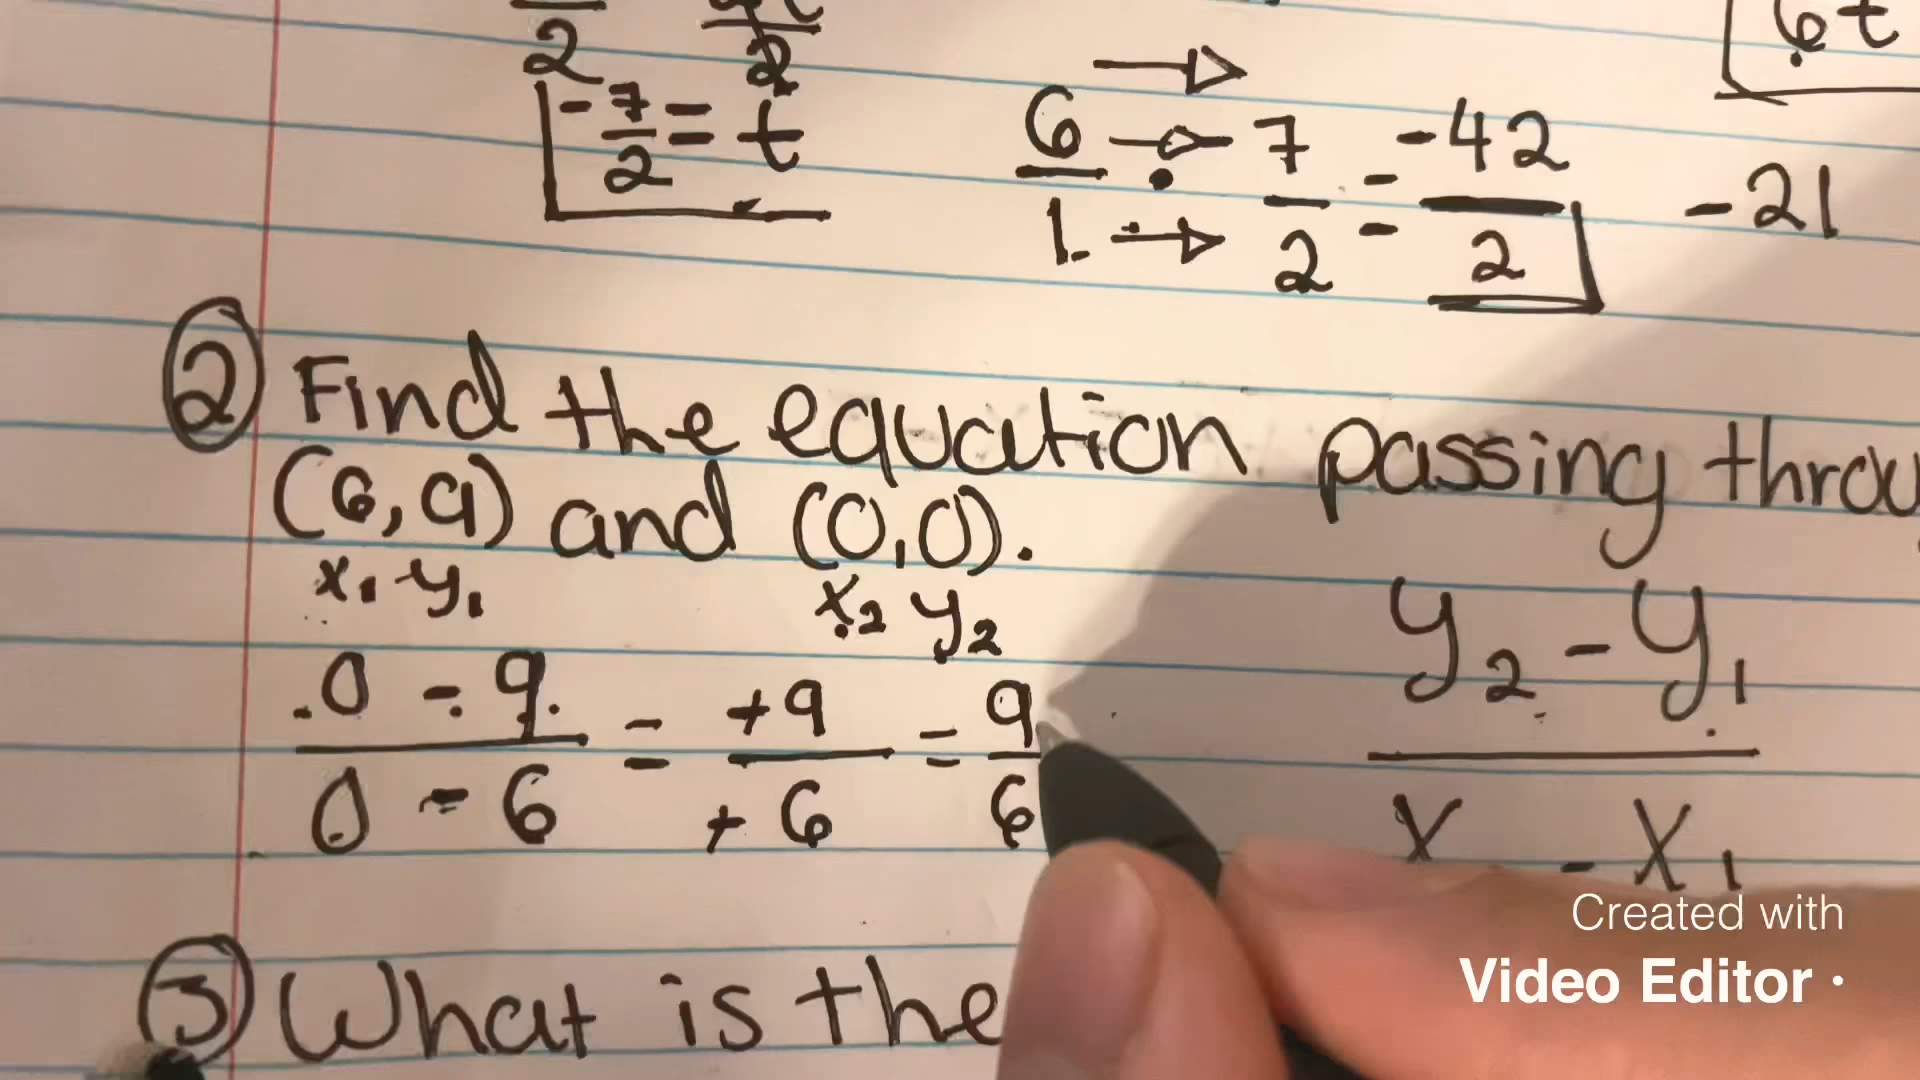 2
2
-7/2 = t
6/1 · 7/2 = -42/2
-21
6t
② Find the equation passing throu
(6,9) and (0,0).
x₁ y₁ x₂ y₂
0 - 9 / 0 - 6 = +9 / +6 = 9/6
y₂ - y₁
x - x₁
③ What is the
Created with
Video Editor ·